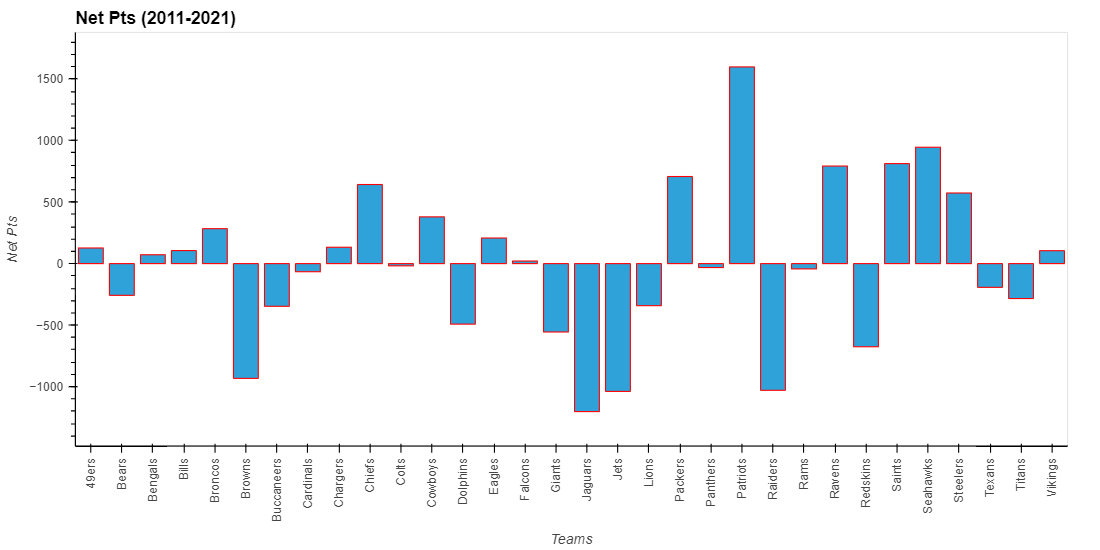 Net Pts (2011-2021)
1500
1000
500
0
−500
−1000
Net Pts
49ers
Bears
Bengals
Bills
Broncos
Browns
Buccaneers
Cardinals
Chargers
Chiefs
Colts
Cowboys
Dolphins
Eagles
Falcons
Giants
Jaguars
Jets
Lions
Packers
Panthers
Patriots
Raiders
Rams
Ravens
Redskins
Saints
Seahawks
Steelers
Texans
Titans
Vikings
Teams